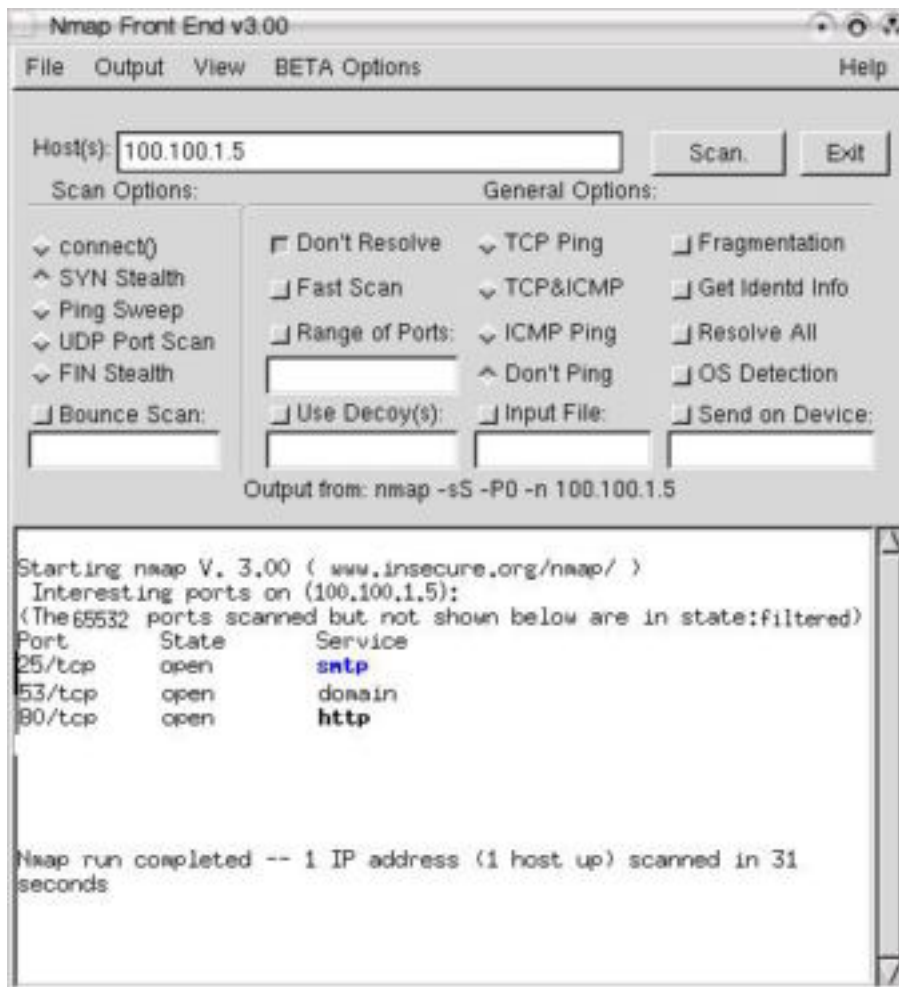 Nmap Front End v3.00
File Output View BETA Options Help
Host(s): 100.100.1.5 Scan. Exit
Scan Options: General Options:
connect() Don't Resolve TCP Ping Fragmentation
SYN Stealth Fast Scan TCP&ICMP Get Identd Info
Ping Sweep Range of Ports: ICMP Ping Resolve All
UDP Port Scan Don't Ping OS Detection
FIN Stealth Use Decoy(s): Input File: Send on Device:
Bounce Scan:
Output from: nmap -sS -P0 -n 100.100.1.5
Starting nmap V. 3.00 ( www.insecure.org/nmap/ )
Interesting ports on (100.100.1.5):
(The 65532 ports scanned but not shown below are in state:filtered)
Port State Service
25/tcp open smtp
53/tcp open domain
80/tcp open http
Nmap run completed -- 1 IP address (1 host up) scanned in 31
seconds